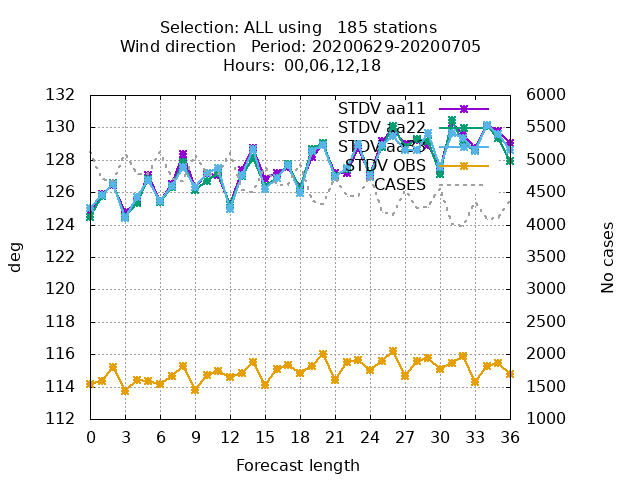 Selection: ALL using   185 stations
Wind direction   Period: 20200629-20200705
Hours:  00,06,12,18
132 6000
STDV aa11
130 5500
STDV aa22
STDV
128 5000
STDV OBS
126 4500
CASES
124 4000
122 3500
120 3000
118 2500
116 2000
114 1500
112 1000
deg
No cases
0 3 6 9 12 15 18 21 24 27 30 33 36
Forecast length